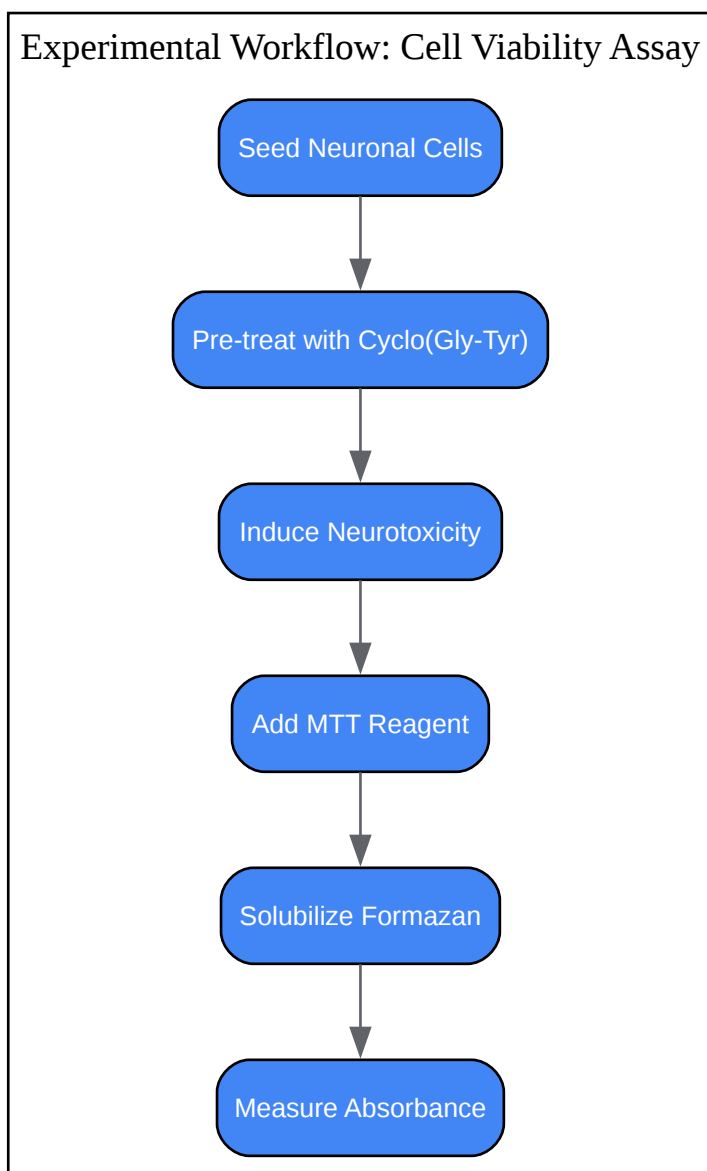 Experimental Workflow: Cell Viability Assay
Seed Neuronal Cells
Pre-treat with Cyclo(Gly-Tyr)
Induce Neurotoxicity
Add MTT Reagent
Solubilize Formazan
Measure Absorbance